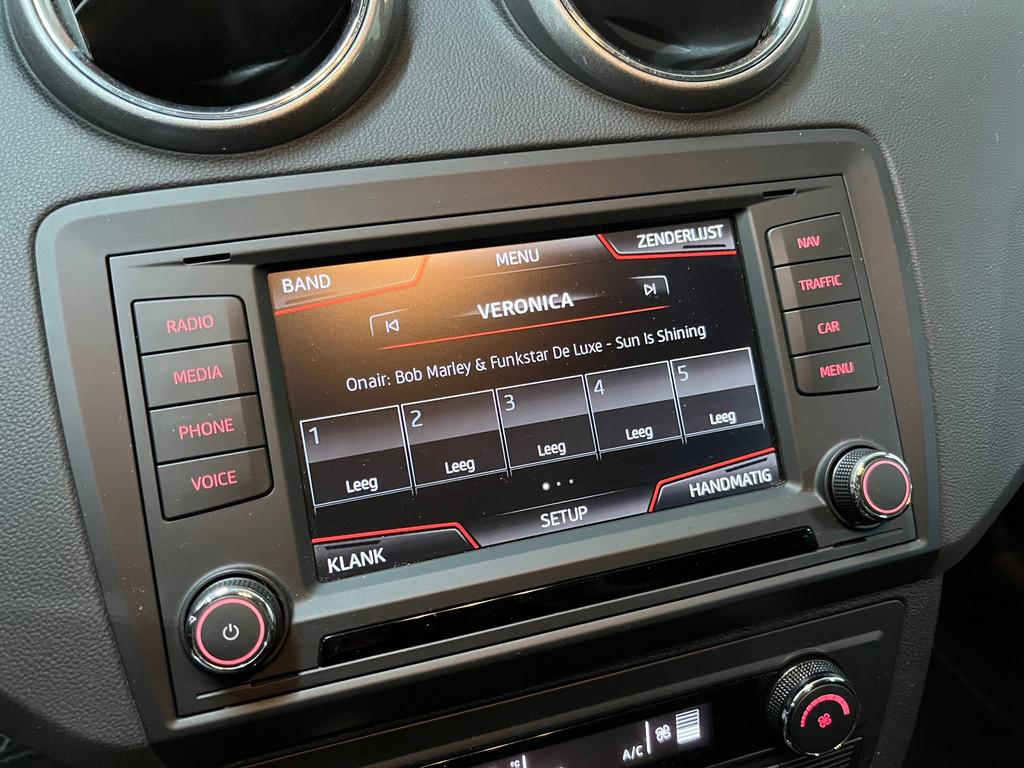 BAND
MENU
ZENDERLIJST
VERONICA
Onair: Bob Marley & Funkstar De Luxe - Sun Is Shining
1
2
3
4
5
Leeg
Leeg
Leeg
Leeg
Leeg
KLANK
SETUP
HANDMATIG
RADIO
MEDIA
PHONE
VOICE
NAV
TRAFFIC
CAR
MENU
°C
A/C